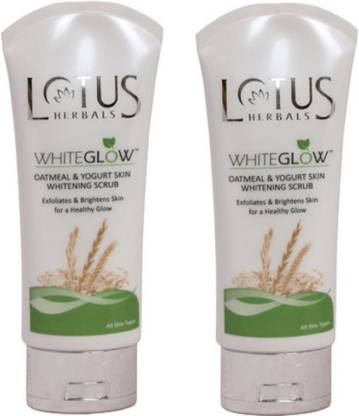 LOTUS
HERBALS
WHITEGLOW™
OATMEAL & YOGURT SKIN
WHITENING SCRUB
Exfoliates & Brightens Skin
for a Healthy Glow
All Skin Types
LOTUS
HERBALS
WHITEGLOW™
OATMEAL & YOGURT SKIN
WHITENING SCRUB
Exfoliates & Brightens Skin
for a Healthy Glow
All Skin Types